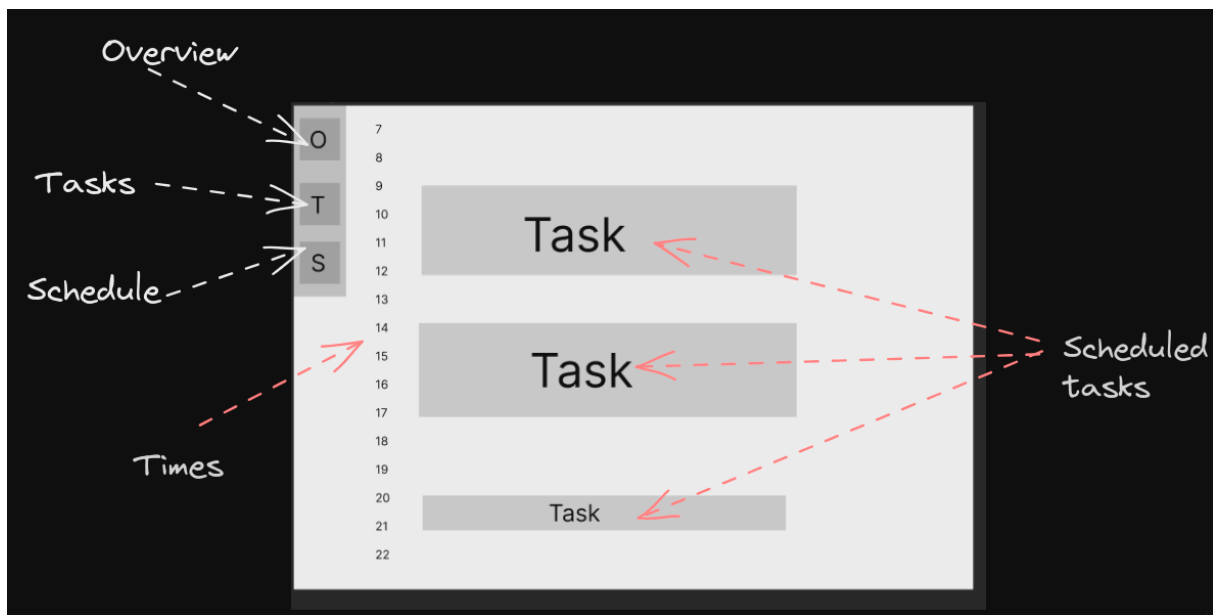 Overview
Tasks
Schedule
Times
O
T
S
7
8
9
10
11
12
13
14
15
16
17
18
19
20
21
22
Task
Task
Task
Scheduled
tasks